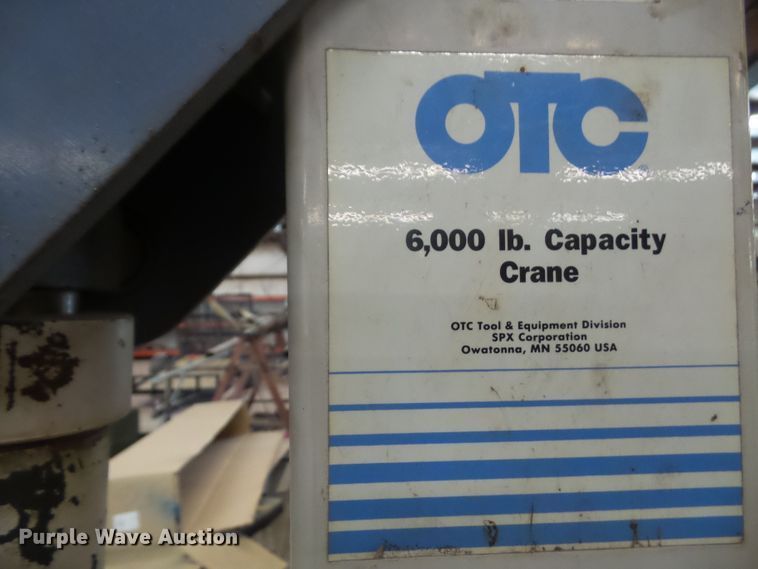 OTC
6,000 lb. Capacity
Crane
OTC Tool & Equipment Division
SPX Corporation
Owatonna, MN 55060 USA
Purple Wave Auction